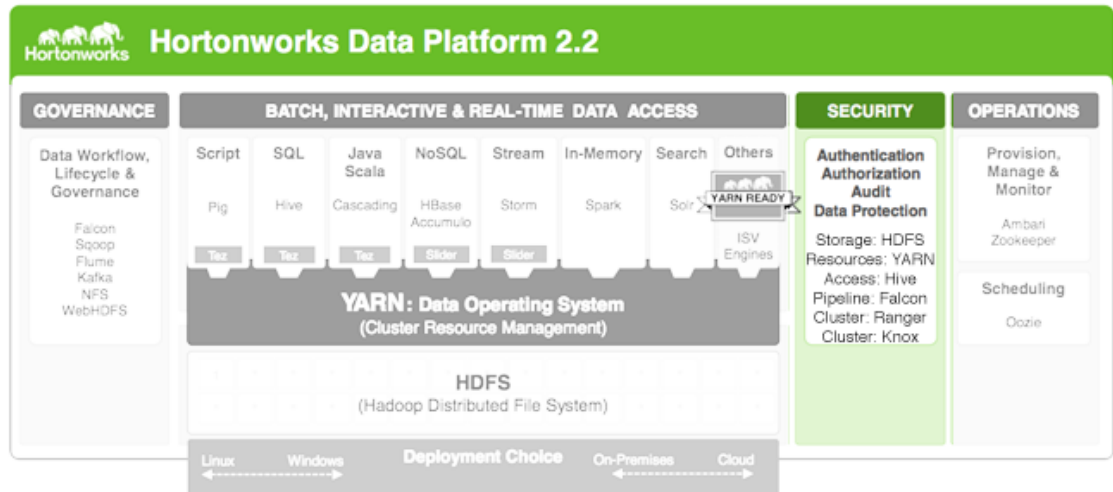 Hortonworks
Hortonworks Data Platform 2.2
GOVERNANCE
Data Workflow,
Lifecycle &
Governance
Falcon
Sqoop
Flume
Kafka
NFS
WebHDFS
BATCH, INTERACTIVE & REAL-TIME DATA ACCESS
Script
Pig
Tez
SQL
Hive
Tez
Java
Scala
Cascading
Tez
NoSQL
HBase
Accumulo
Slider
Stream
Storm
Slider
In-Memory
Spark
Search
Solr
Others
YARN READY
ISV
Engines
YARN: Data Operating System
(Cluster Resource Management)
HDFS
(Hadoop Distributed File System)
Deployment Choice
Linux Windows On-Premises Cloud
SECURITY
Authentication
Authorization
Audit
Data Protection
Storage: HDFS
Resources: YARN
Access: Hive
Pipeline: Falcon
Cluster: Ranger
Cluster: Knox
OPERATIONS
Provision,
Manage &
Monitor
Ambari
Zookeeper
Scheduling
Oozie